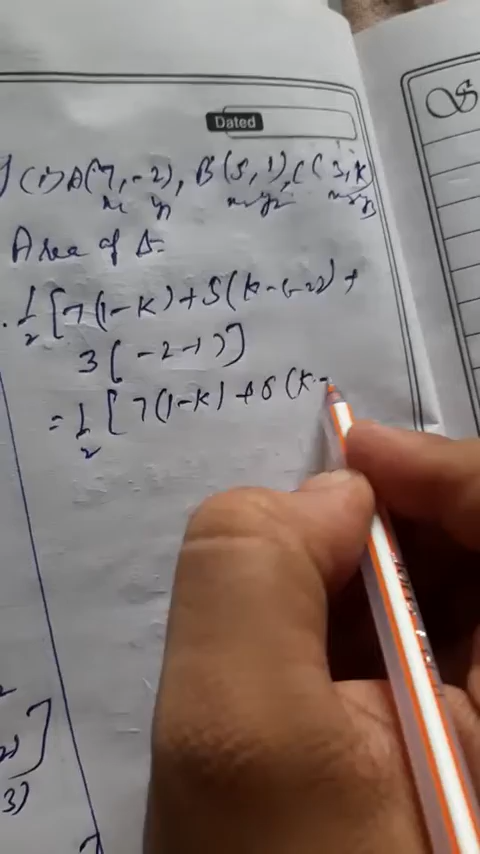 Dated
(i) A(7,-2), B(5,1), C(3,k)
x₁ y₁ x₂ y₂ x₃ y₃
Area of Δ=
1/2 [7(1-k)+5(k-(-2))+
3(-2-1)]
= 1/2 [7(1-k)+5(k-
3)
S